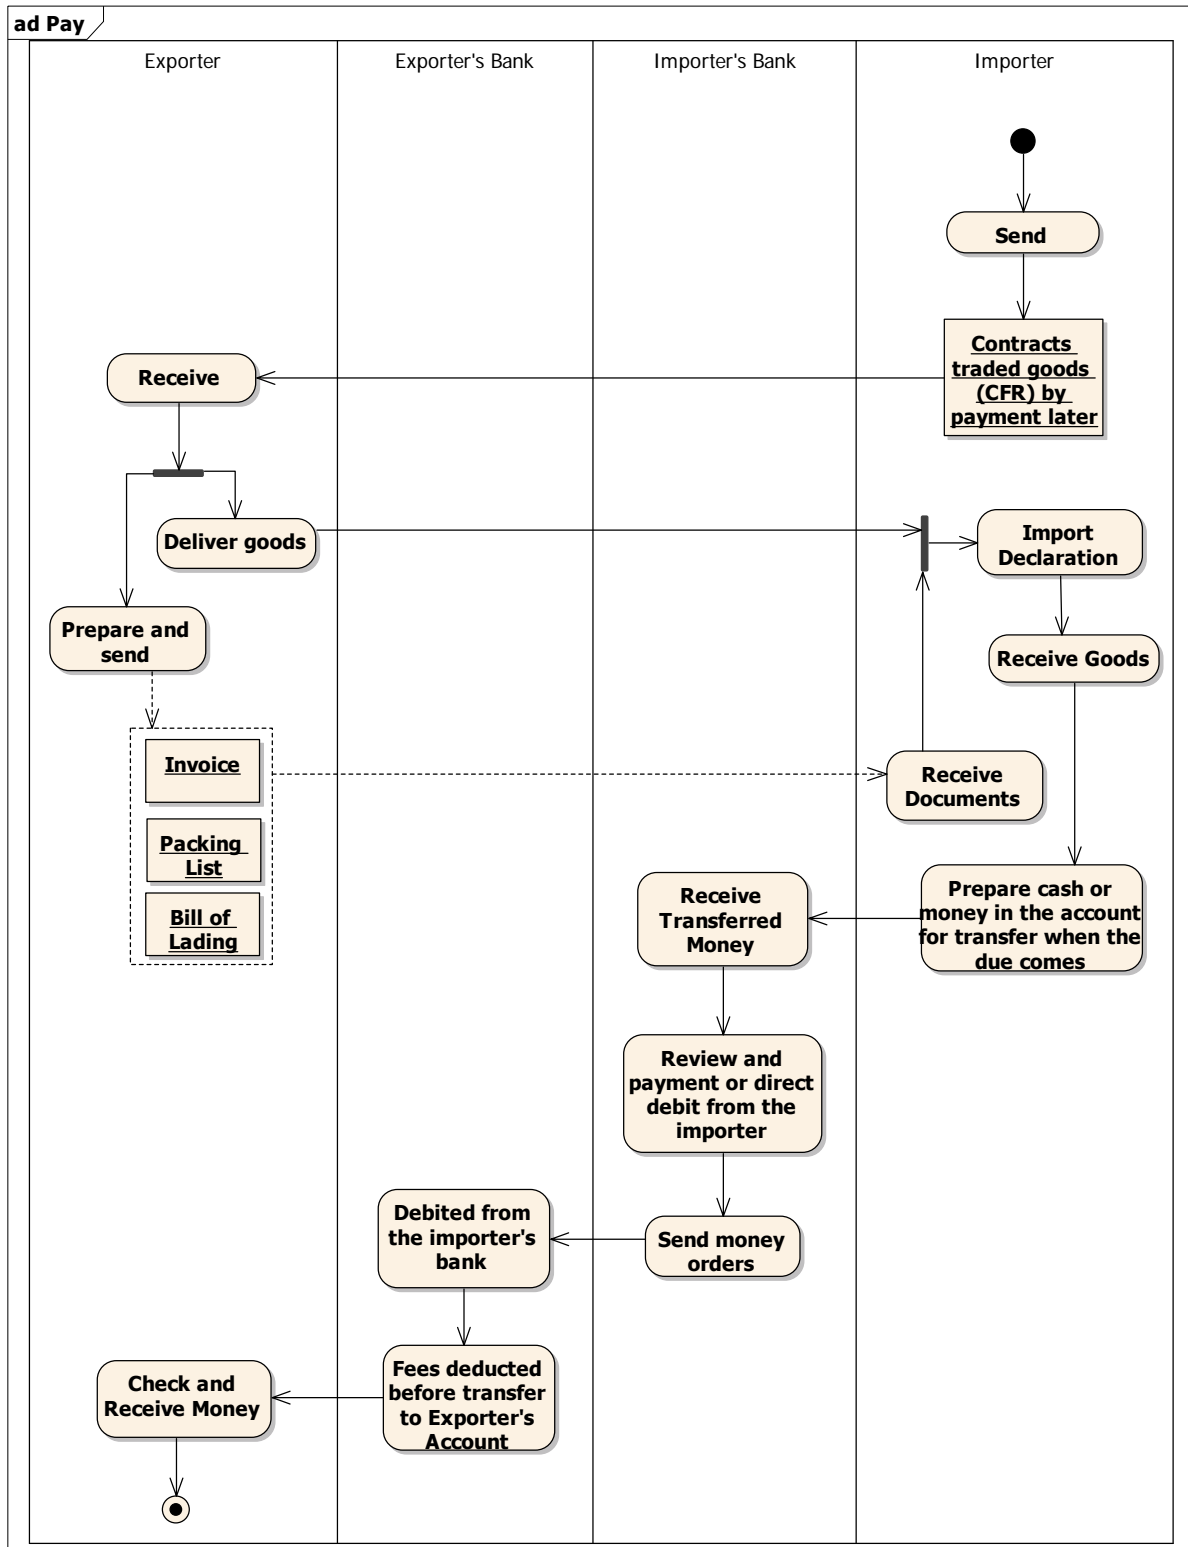 ad Pay
Exporter
Exporter's Bank
Importer's Bank
Importer
Send
Contracts
traded goods
(CFR) by
payment later
Receive
Deliver goods
Import
Declaration
Prepare and
send
Receive Goods
Invoice
Receive
Documents
Packing
List
Bill of
Lading
Receive
Transferred
Money
Prepare cash or
money in the account
for transfer when the
due comes
Review and
payment or direct
debit from the
importer
Debited from
the importer's
bank
Send money
orders
Check and
Receive Money
Fees deducted
before transfer
to Exporter's
Account